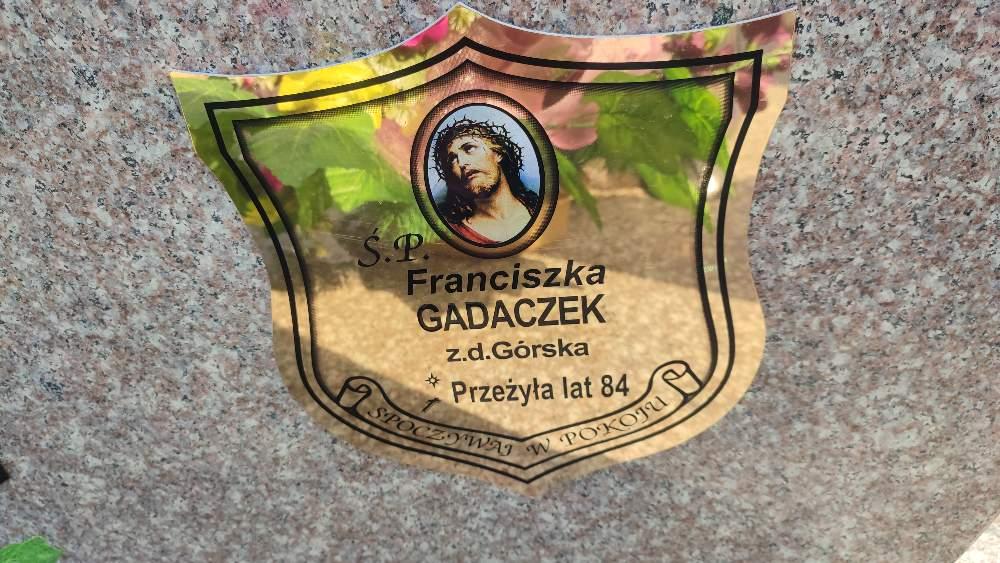 Ś.P.
Franciszka
GADACZEK
z.d.Górska
Przeżyła lat 84
SPOCZYWAJ W POKOJU